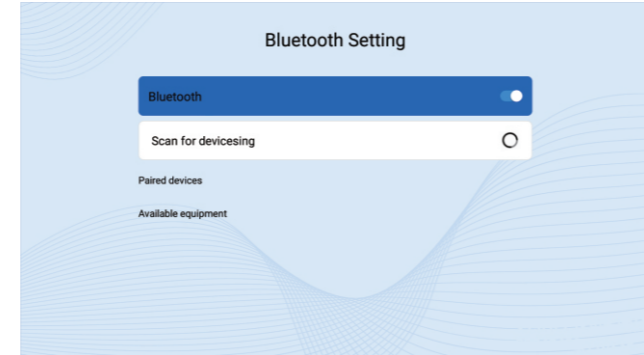 Bluetooth Setting
Bluetooth
Scan for devicesing
Paired devices
Available equipment